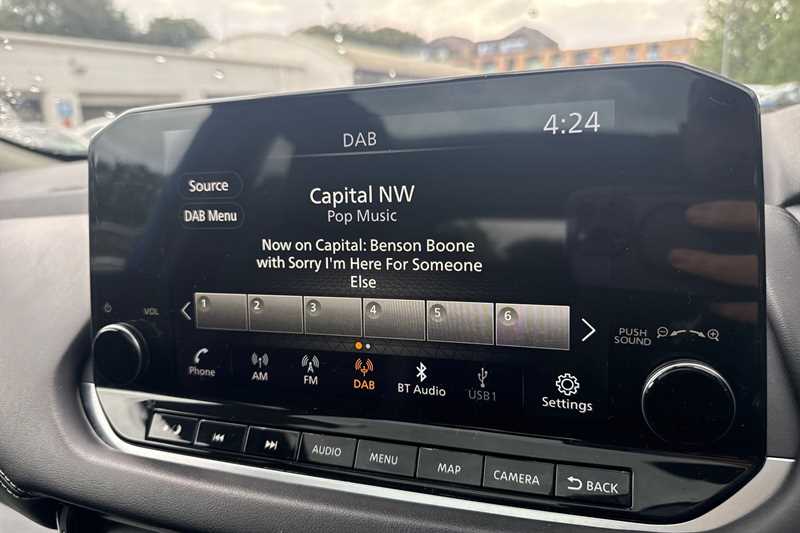 DAB
4:24
Source
DAB Menu
Capital NW
Pop Music
Now on Capital: Benson Boone
with Sorry I'm Here For Someone
Else
1 2 3 4 5 6
VOL
PUSH
SOUND
Phone
AM
FM
DAB
BT Audio
USB1
Settings
AUDIO
MENU
MAP
CAMERA
BACK